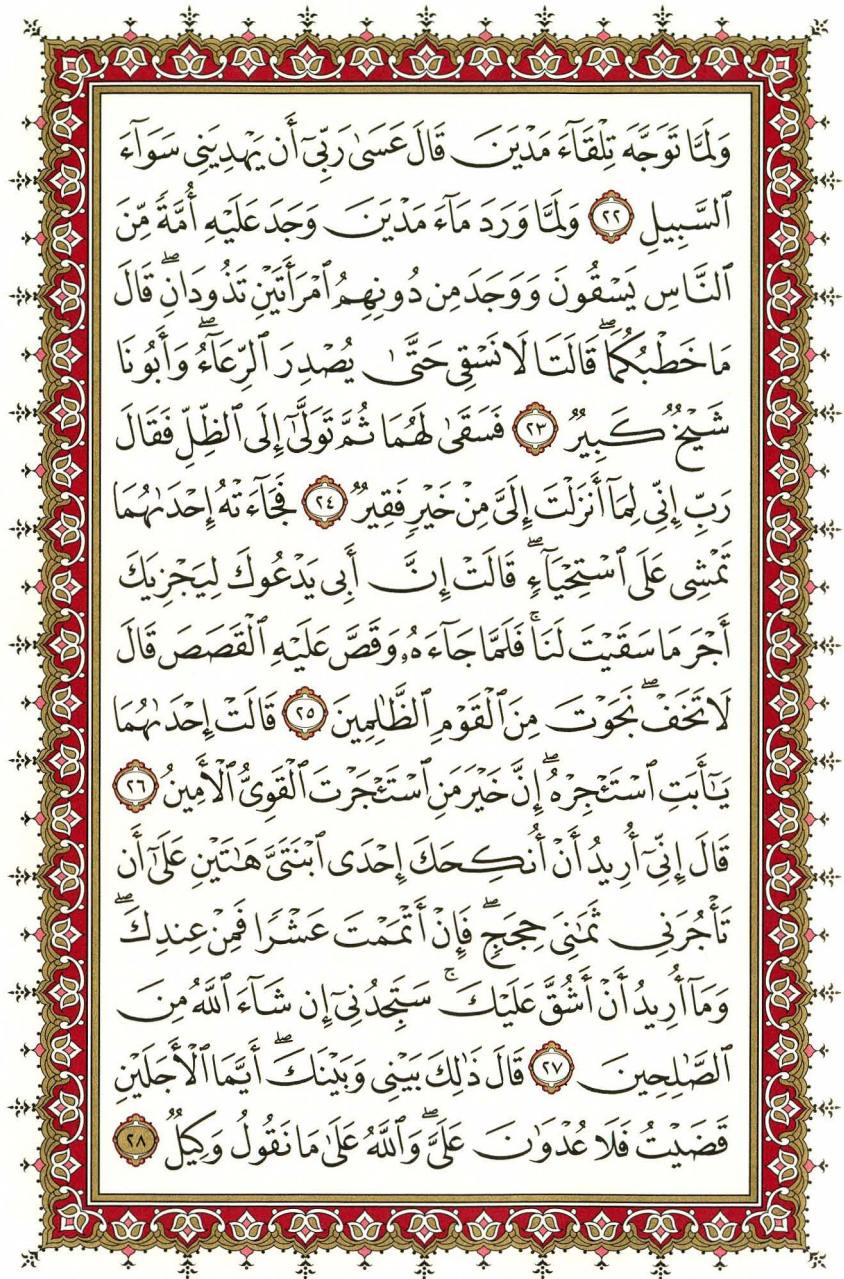 وَلَمَّا تَوَجَّهَ تِلْقَآءَ مَدْيَنَ قَالَ عَسَىٰ رَبِّىٓ أَن يَهْدِيَنِى سَوَآءَ
ٱلسَّبِيلِ ٢٢ وَلَمَّا وَرَدَ مَآءَ مَدْيَنَ وَجَدَ عَلَيْهِ أُمَّةً مِّنَ
ٱلنَّاسِ يَسْقُونَ وَوَجَدَ مِن دُونِهِمُ ٱمْرَأَتَيْنِ تَذُودَانِۖ قَالَ
مَا خَطْبُكُمَاۖ قَالَتَا لَا نَسْقِى حَتَّىٰ يُصْدِرَ ٱلرِّعَآءُۖ وَأَبُونَا
شَيْخٌ كَبِيرٌ ٢٣ فَسَقَىٰ لَهُمَا ثُمَّ تَوَلَّىٰٓ إِلَى ٱلظِّلِّ فَقَالَ
رَبِّ إِنِّى لِمَآ أَنزَلْتَ إِلَىَّ مِنْ خَيْرٍ فَقِيرٌ ٢٤ فَجَآءَتْهُ إِحْدَىٰهُمَا
تَمْشِى عَلَى ٱسْتِحْيَآءٍۖ قَالَتْ إِنَّ أَبِى يَدْعُوكَ لِيَجْزِيَكَ
أَجْرَ مَا سَقَيْتَ لَنَاۚ فَلَمَّا جَآءَهُۥ وَقَصَّ عَلَيْهِ ٱلْقَصَصَ قَالَ
لَا تَخَفْۖ نَجَوْتَ مِنَ ٱلْقَوْمِ ٱلظَّٰلِمِينَ ٢٥ قَالَتْ إِحْدَىٰهُمَا
يَٰٓأَبَتِ ٱسْتَـْٔجِرْهُۖ إِنَّ خَيْرَ مَنِ ٱسْتَـْٔجَرْتَ ٱلْقَوِىُّ ٱلْأَمِينُ ٢٦
قَالَ إِنِّىٓ أُرِيدُ أَنْ أُنكِحَكَ إِحْدَى ٱبْنَتَىَّ هَٰتَيْنِ عَلَىٰٓ أَن
تَأْجُرَنِى ثَمَٰنِىَ حِجَجٍۖ فَإِنْ أَتْمَمْتَ عَشْرًا فَمِنْ عِندِكَۖ
وَمَآ أُرِيدُ أَنْ أَشُقَّ عَلَيْكَۚ سَتَجِدُنِىٓ إِن شَآءَ ٱللَّهُ مِنَ
ٱلصَّٰلِحِينَ ٢٧ قَالَ ذَٰلِكَ بَيْنِى وَبَيْنَكَۖ أَيَّمَا ٱلْأَجَلَيْنِ
قَضَيْتُ فَلَا عُدْوَٰنَ عَلَىَّۖ وَٱللَّهُ عَلَىٰ مَا نَقُولُ وَكِيلٌ ٢٨